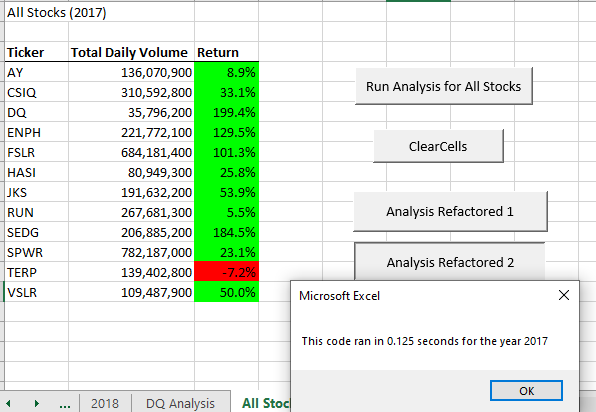 All Stocks (2017)
Ticker Total Daily Volume Return
AY 136,070,900 8.9%
CSIQ 310,592,800 33.1%
DQ 35,796,200 199.4%
ENPH 221,772,100 129.5%
FSLR 684,181,400 101.3%
HASI 80,949,300 25.8%
JKS 191,632,200 53.9%
RUN 267,681,300 5.5%
SEDG 206,885,200 184.5%
SPWR 782,187,000 23.1%
TERP 139,402,800 -7.2%
VSLR 109,487,900 50.0%
Run Analysis for All Stocks
ClearCells
Analysis Refactored 1
Analysis Refactored 2
Microsoft Excel
This code ran in 0.125 seconds for the year 2017
OK
... 2018 DQ Analysis All Stoc